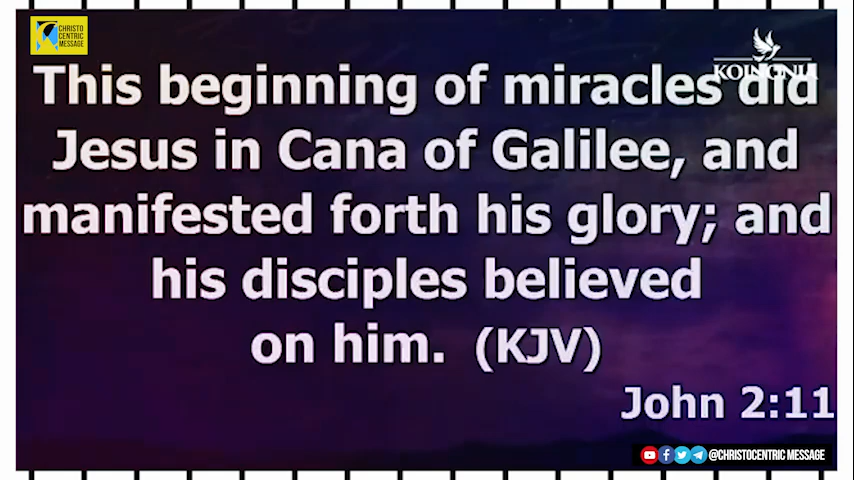 CHRISTO
CENTRIC
MESSAGE
KOINONIA
This beginning of miracles did
Jesus in Cana of Galilee, and
manifested forth his glory; and
his disciples believed
on him. (KJV)
John 2:11
@CHRISTOCENTRIC MESSAGE